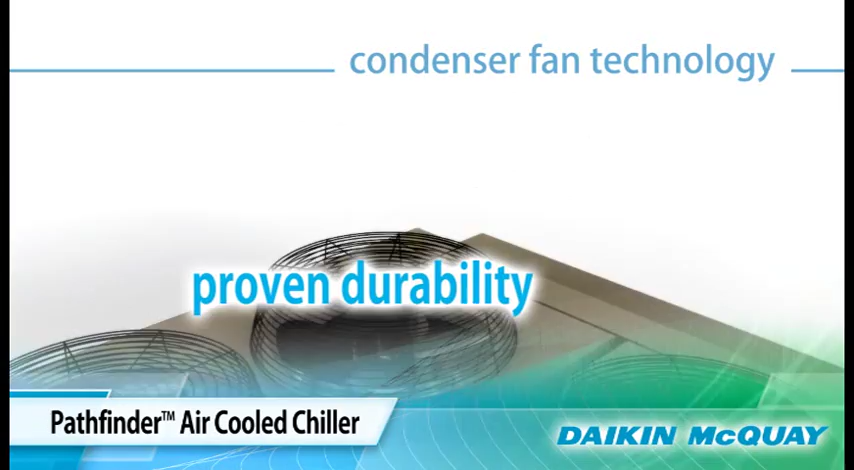 condenser fan technology
proven durability
Pathfinder™ Air Cooled Chiller
DAIKIN McQUAY